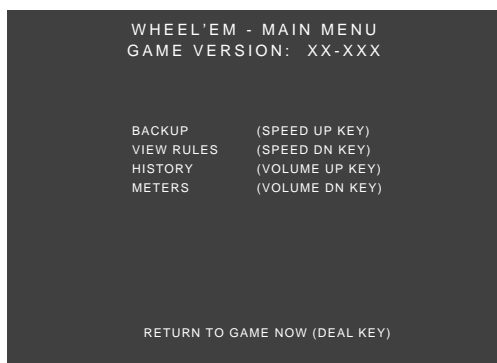 WHEEL'EM - MAIN MENU
GAME VERSION: XX-XXX
BACKUP (SPEED UP KEY)
VIEW RULES (SPEED DN KEY)
HISTORY (VOLUME UP KEY)
METERS (VOLUME DN KEY)
RETURN TO GAME NOW (DEAL KEY)